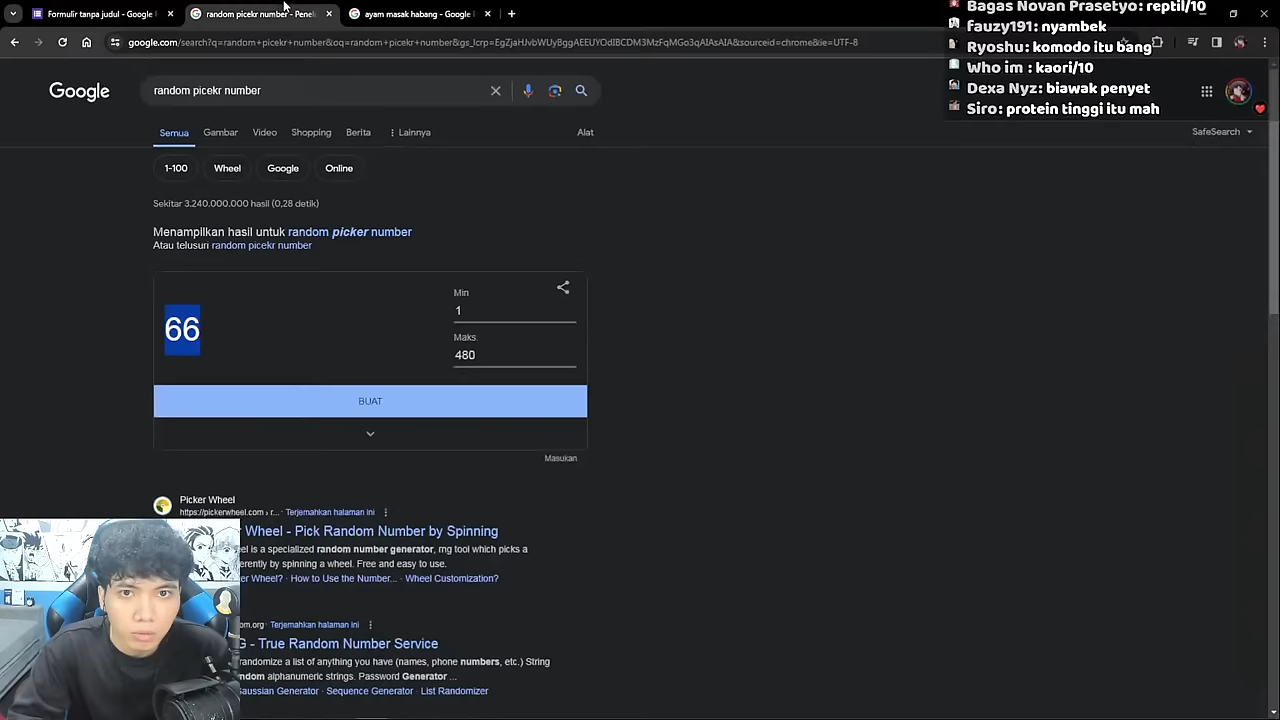 Formulir tanpa judul - Google
random picekr number - Penel
ayam masak habang - Google
google.com/search?q=random+picekr+number&oq=random+picekr+number&gs_lcrp=EgZjaHJvbWUyBggAEEUYOdIBCDM3MzFqMGo3qAIAsAIA&sourceid=chrome&ie=UTF-8
Bagas Novan Prasetyo: reptil/10
fauzy191: nyambek
Ryoshu: komodo itu bang
Who im : kaori/10
Dexa Nyz: biawak penyet
Siro: protein tinggi itu mah
Google
random picekr number
Semua Gambar Video Shopping Berita Lainnya Alat
SafeSearch
1-100 Wheel Google Online
Sekitar 3.240.000.000 hasil (0,28 detik)
Menampilkan hasil untuk random picker number
Atau telusuri random picekr number
Min
1
66
Maks.
480
BUAT
Masukan
Picker Wheel
https://pickerwheel.com › r... · Terjemahkan halaman ini
Wheel - Pick Random Number by Spinning
is a specialized random number generator, rng tool which picks a
by spinning a wheel. Free and easy to use.
Wheel? · How to Use the Number... · Wheel Customization?
Terjemahkan halaman ini
- True Random Number Service
randomize a list of anything you have (names, phone numbers, etc.) String
alphanumeric strings. Password Generator ...
Generator · Sequence Generator · List Randomizer